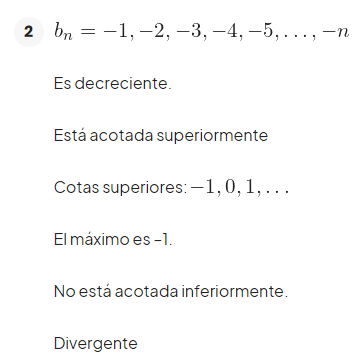 2 bₙ = −1, −2, −3, −4, −5, . . . , −n
Es decreciente.
Está acotada superiormente
Cotas superiores: −1, 0, 1, . . .
El máximo es −1.
No está acotada inferiormente.
Divergente